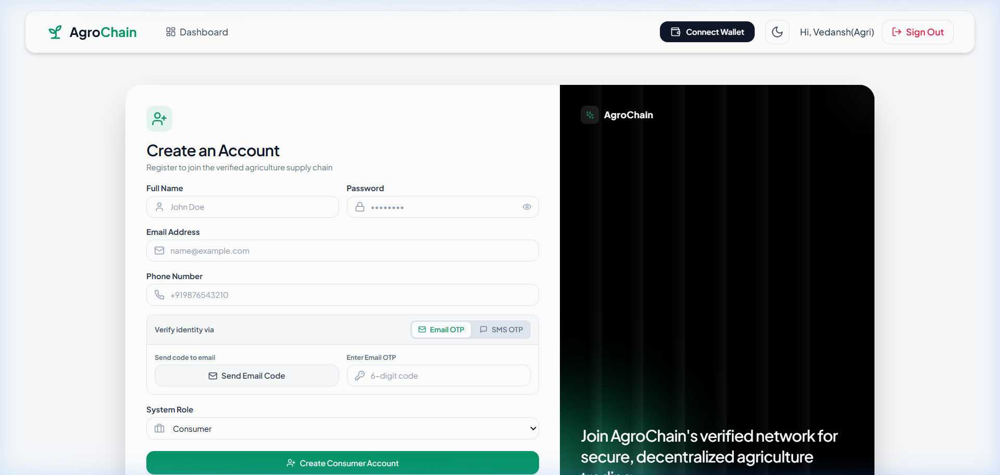 AgroChain
Dashboard
Connect Wallet
Hi, Vedansh(Agri)
Sign Out
Create an Account
Register to join the verified agriculture supply chain
Full Name
Password
John Doe
••••••••
Email Address
name@example.com
Phone Number
+919876543210
Verify identity via
Email OTP
SMS OTP
Send code to email
Enter Email OTP
Send Email Code
6-digit code
System Role
Consumer
Create Consumer Account
AgroChain
Join AgroChain's verified network for
secure, decentralized agriculture